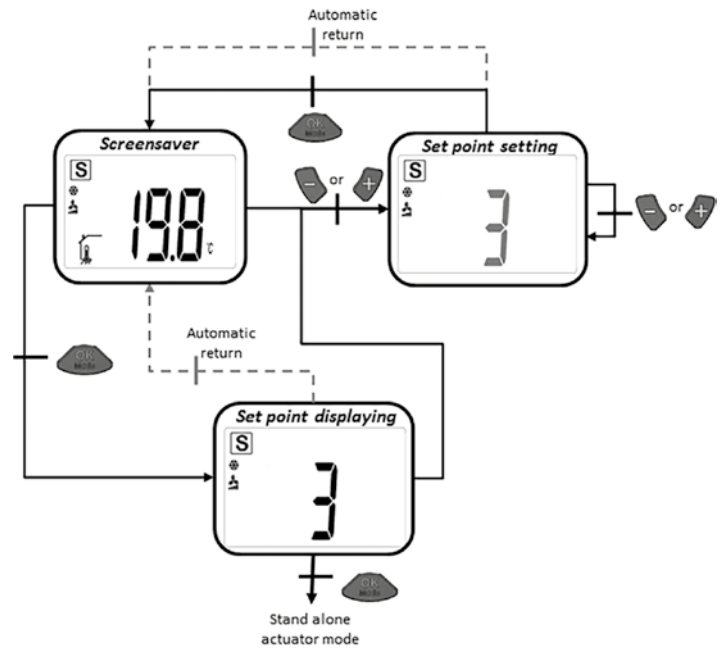 Automatic
return
OK
Mode
Screensaver
S
19.8 °C
- or +
Set point setting
S
3
- or +
OK
Mode
Automatic
return
Set point displaying
S
3
OK
Mode
Stand alone
actuator mode